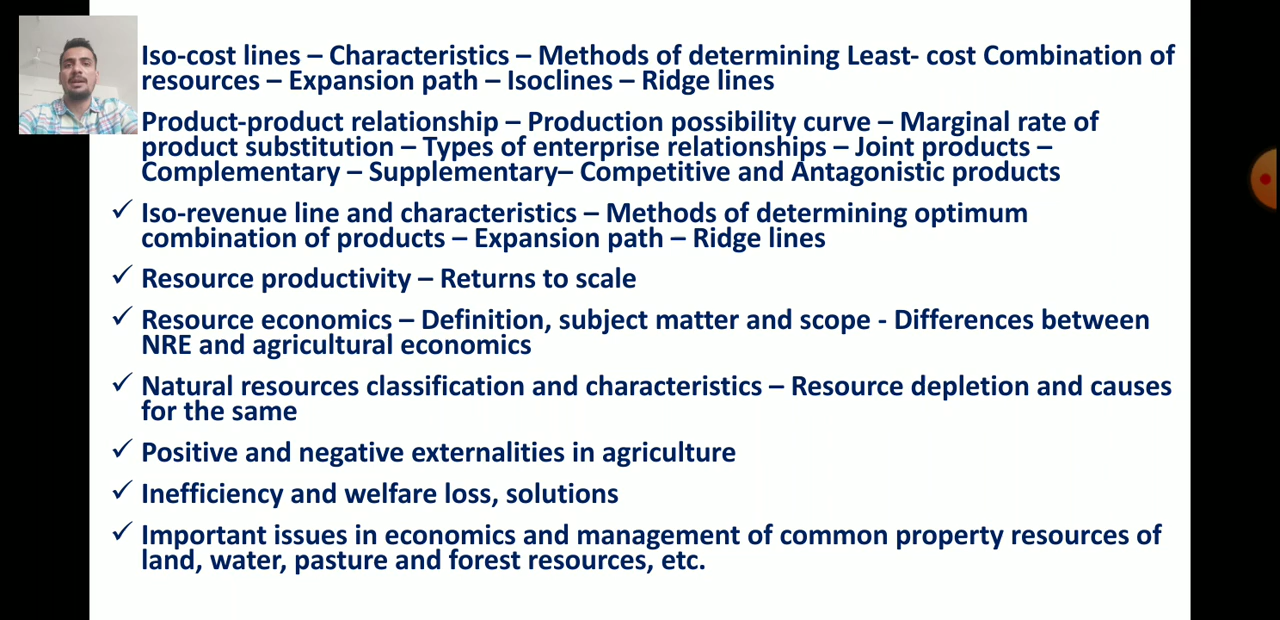 Iso-cost lines – Characteristics – Methods of determining Least- cost Combination of
resources – Expansion path – Isoclines – Ridge lines
Product-product relationship – Production possibility curve – Marginal rate of
product substitution – Types of enterprise relationships – Joint products –
Complementary – Supplementary– Competitive and Antagonistic products
✓ Iso-revenue line and characteristics – Methods of determining optimum
combination of products – Expansion path – Ridge lines
✓ Resource productivity – Returns to scale
✓ Resource economics – Definition, subject matter and scope - Differences between
NRE and agricultural economics
✓ Natural resources classification and characteristics – Resource depletion and causes
for the same
✓ Positive and negative externalities in agriculture
✓ Inefficiency and welfare loss, solutions
✓ Important issues in economics and management of common property resources of
land, water, pasture and forest resources, etc.